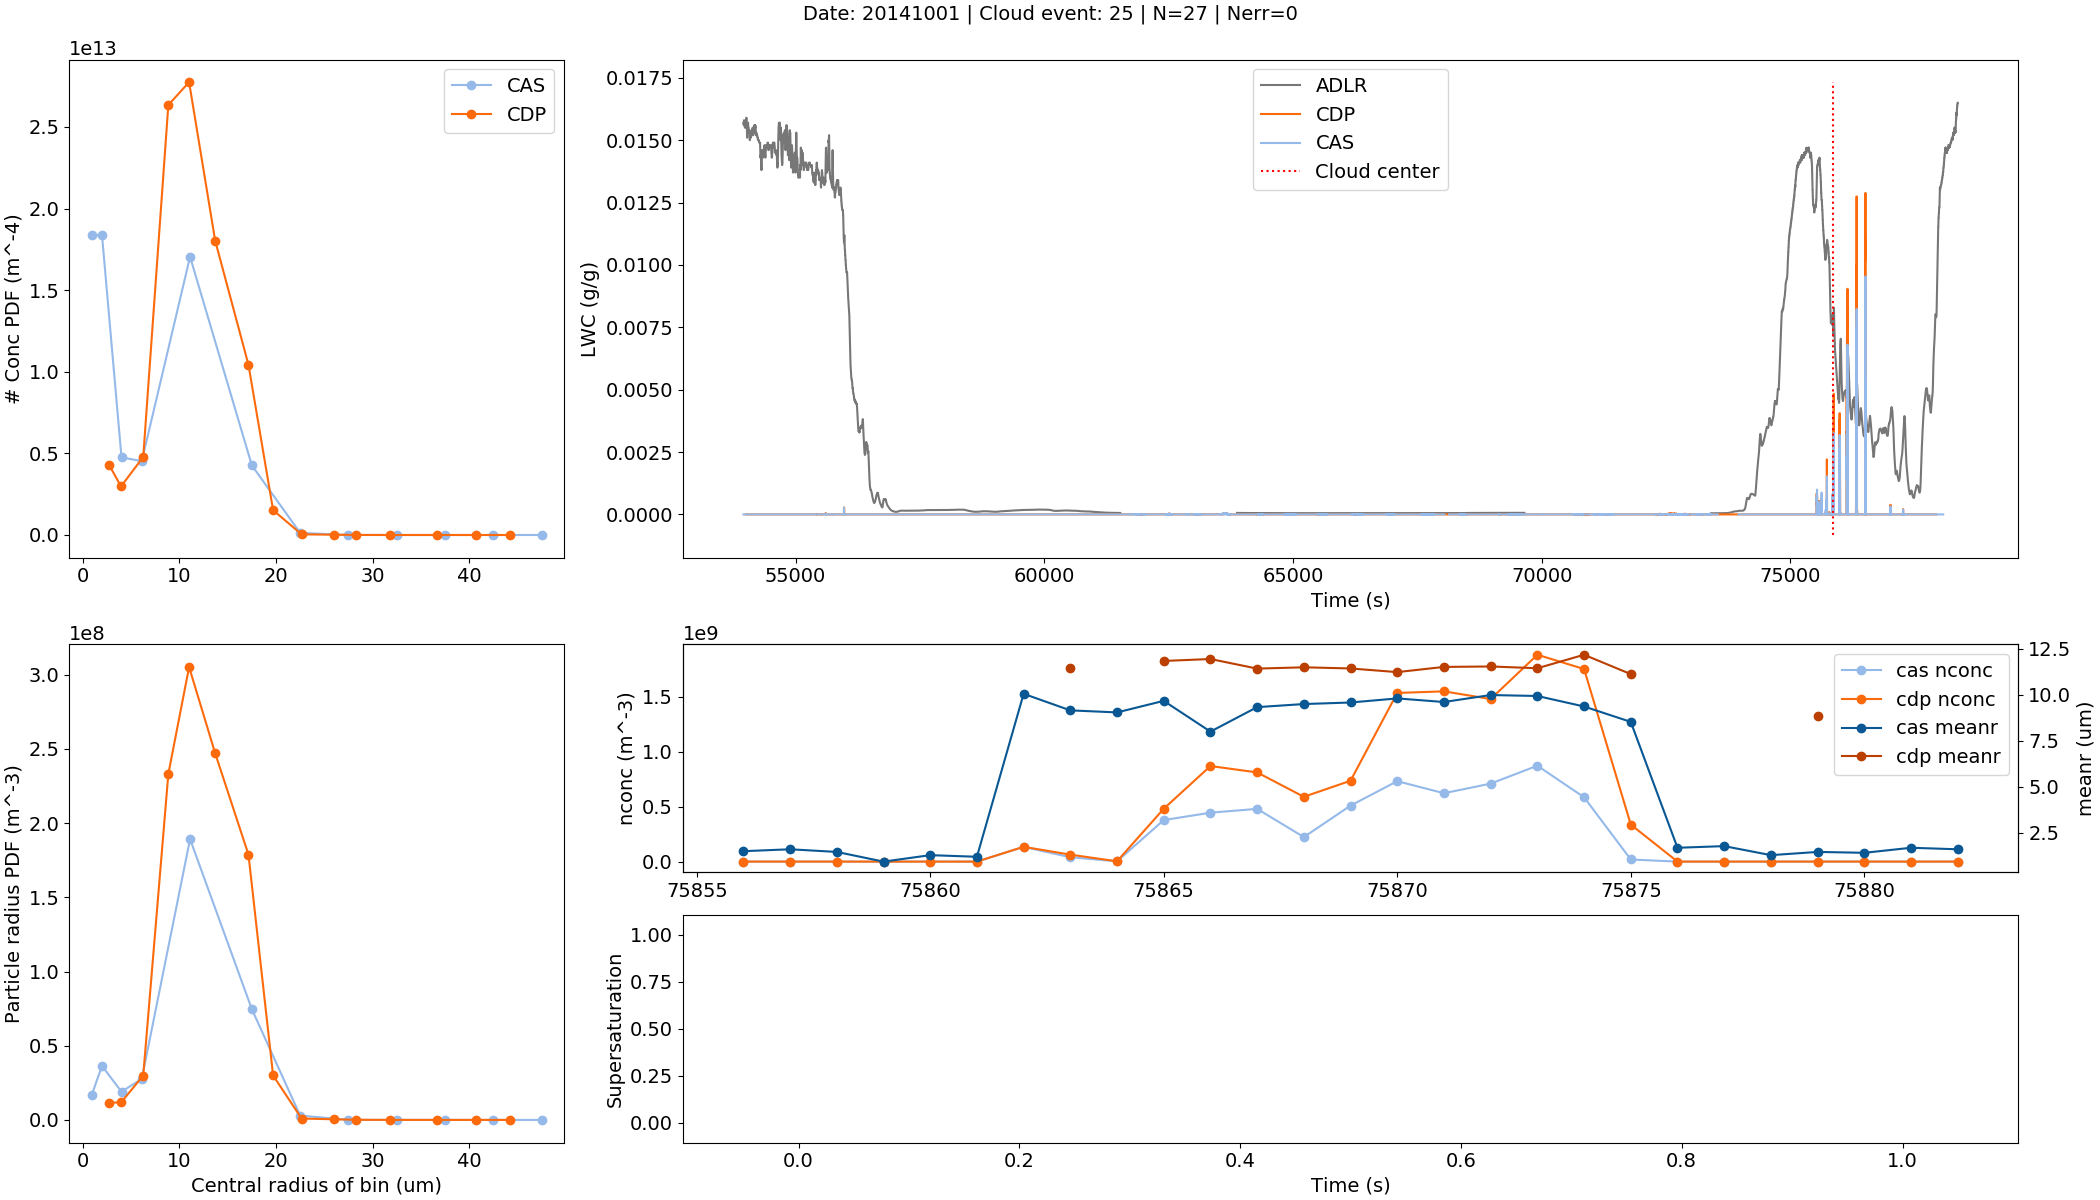 Date: 20141001 | Cloud event: 25 | N=27 | Nerr=0
1e13
# Conc PDF (m^-4)
2.5
2.0
1.5
1.0
0.5
0.0
0 10 20 30 40
CAS
CDP
LWC (g/g)
0.0175
0.0150
0.0125
0.0100
0.0075
0.0050
0.0025
0.0000
55000 60000 65000 70000 75000
Time (s)
ADLR
CDP
CAS
Cloud center
1e8
Particle radius PDF (m^-3)
3.0
2.5
2.0
1.5
1.0
0.5
0.0
0 10 20 30 40
Central radius of bin (um)
1e9
nconc (m^-3)
1.5
1.0
0.5
0.0
75855 75860 75865 75870 75875 75880
12.5
10.0
7.5
5.0
2.5
meanr (um)
cas nconc
cdp nconc
cas meanr
cdp meanr
Supersaturation
1.00
0.75
0.50
0.25
0.00
0.0 0.2 0.4 0.6 0.8 1.0
Time (s)